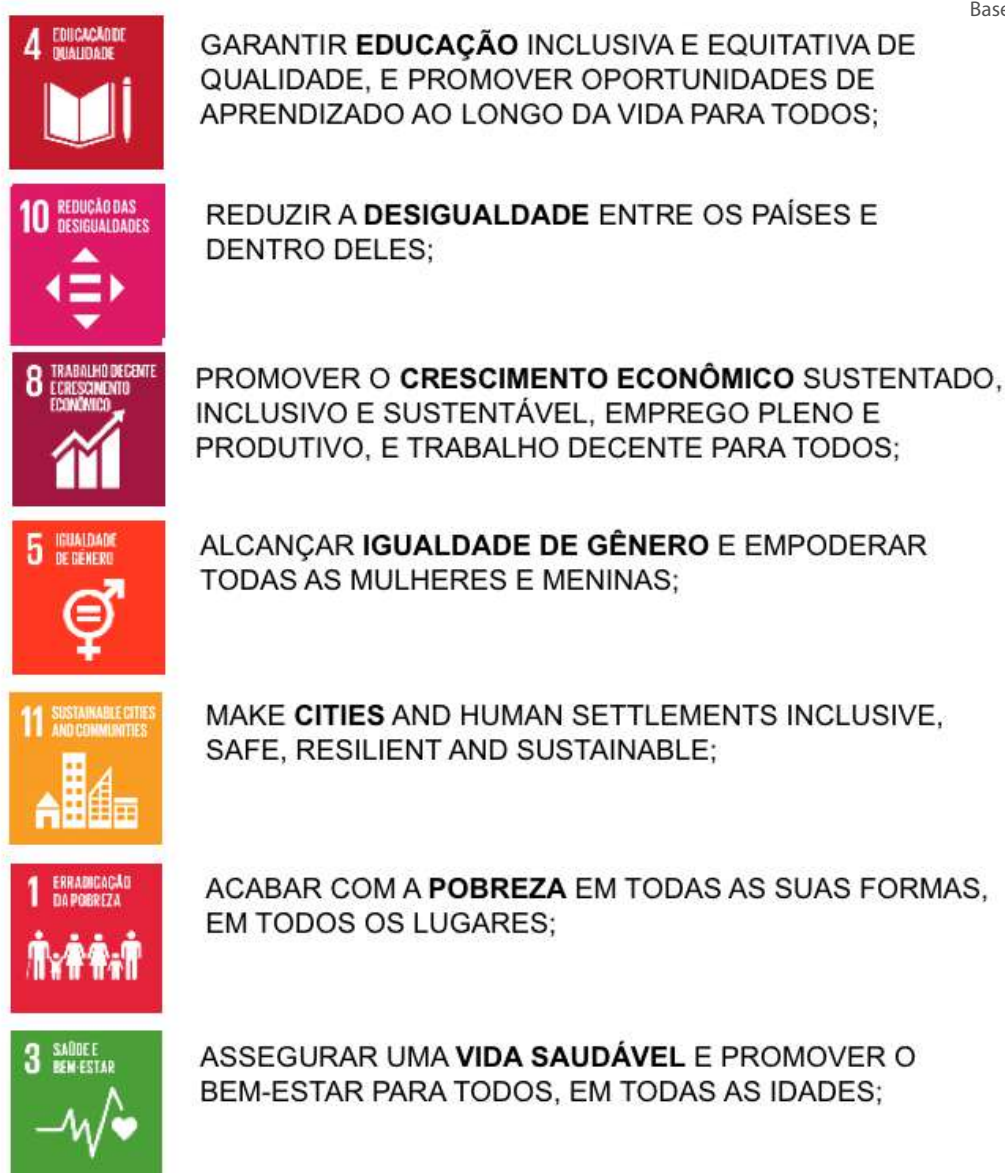 Base
4 EDUCAÇÃO DE
QUALIDADE
GARANTIR EDUCAÇÃO INCLUSIVA E EQUITATIVA DE
QUALIDADE, E PROMOVER OPORTUNIDADES DE
APRENDIZADO AO LONGO DA VIDA PARA TODOS;
10 REDUÇÃO DAS
DESIGUALDADES
REDUZIR A DESIGUALDADE ENTRE OS PAÍSES E
DENTRO DELES;
8 TRABALHO DECENTE
E CRESCIMENTO
ECONÔMICO
PROMOVER O CRESCIMENTO ECONÔMICO SUSTENTADO,
INCLUSIVO E SUSTENTÁVEL, EMPREGO PLENO E
PRODUTIVO, E TRABALHO DECENTE PARA TODOS;
5 IGUALDADE
DE GÊNERO
ALCANÇAR IGUALDADE DE GÊNERO E EMPODERAR
TODAS AS MULHERES E MENINAS;
11 SUSTAINABLE CITIES
AND COMMUNITIES
MAKE CITIES AND HUMAN SETTLEMENTS INCLUSIVE,
SAFE, RESILIENT AND SUSTAINABLE;
1 ERRADICAÇÃO
DA POBREZA
ACABAR COM A POBREZA EM TODAS AS SUAS FORMAS,
EM TODOS OS LUGARES;
3 SAÚDE E
BEM-ESTAR
ASSEGURAR UMA VIDA SAUDÁVEL E PROMOVER O
BEM-ESTAR PARA TODOS, EM TODAS AS IDADES;